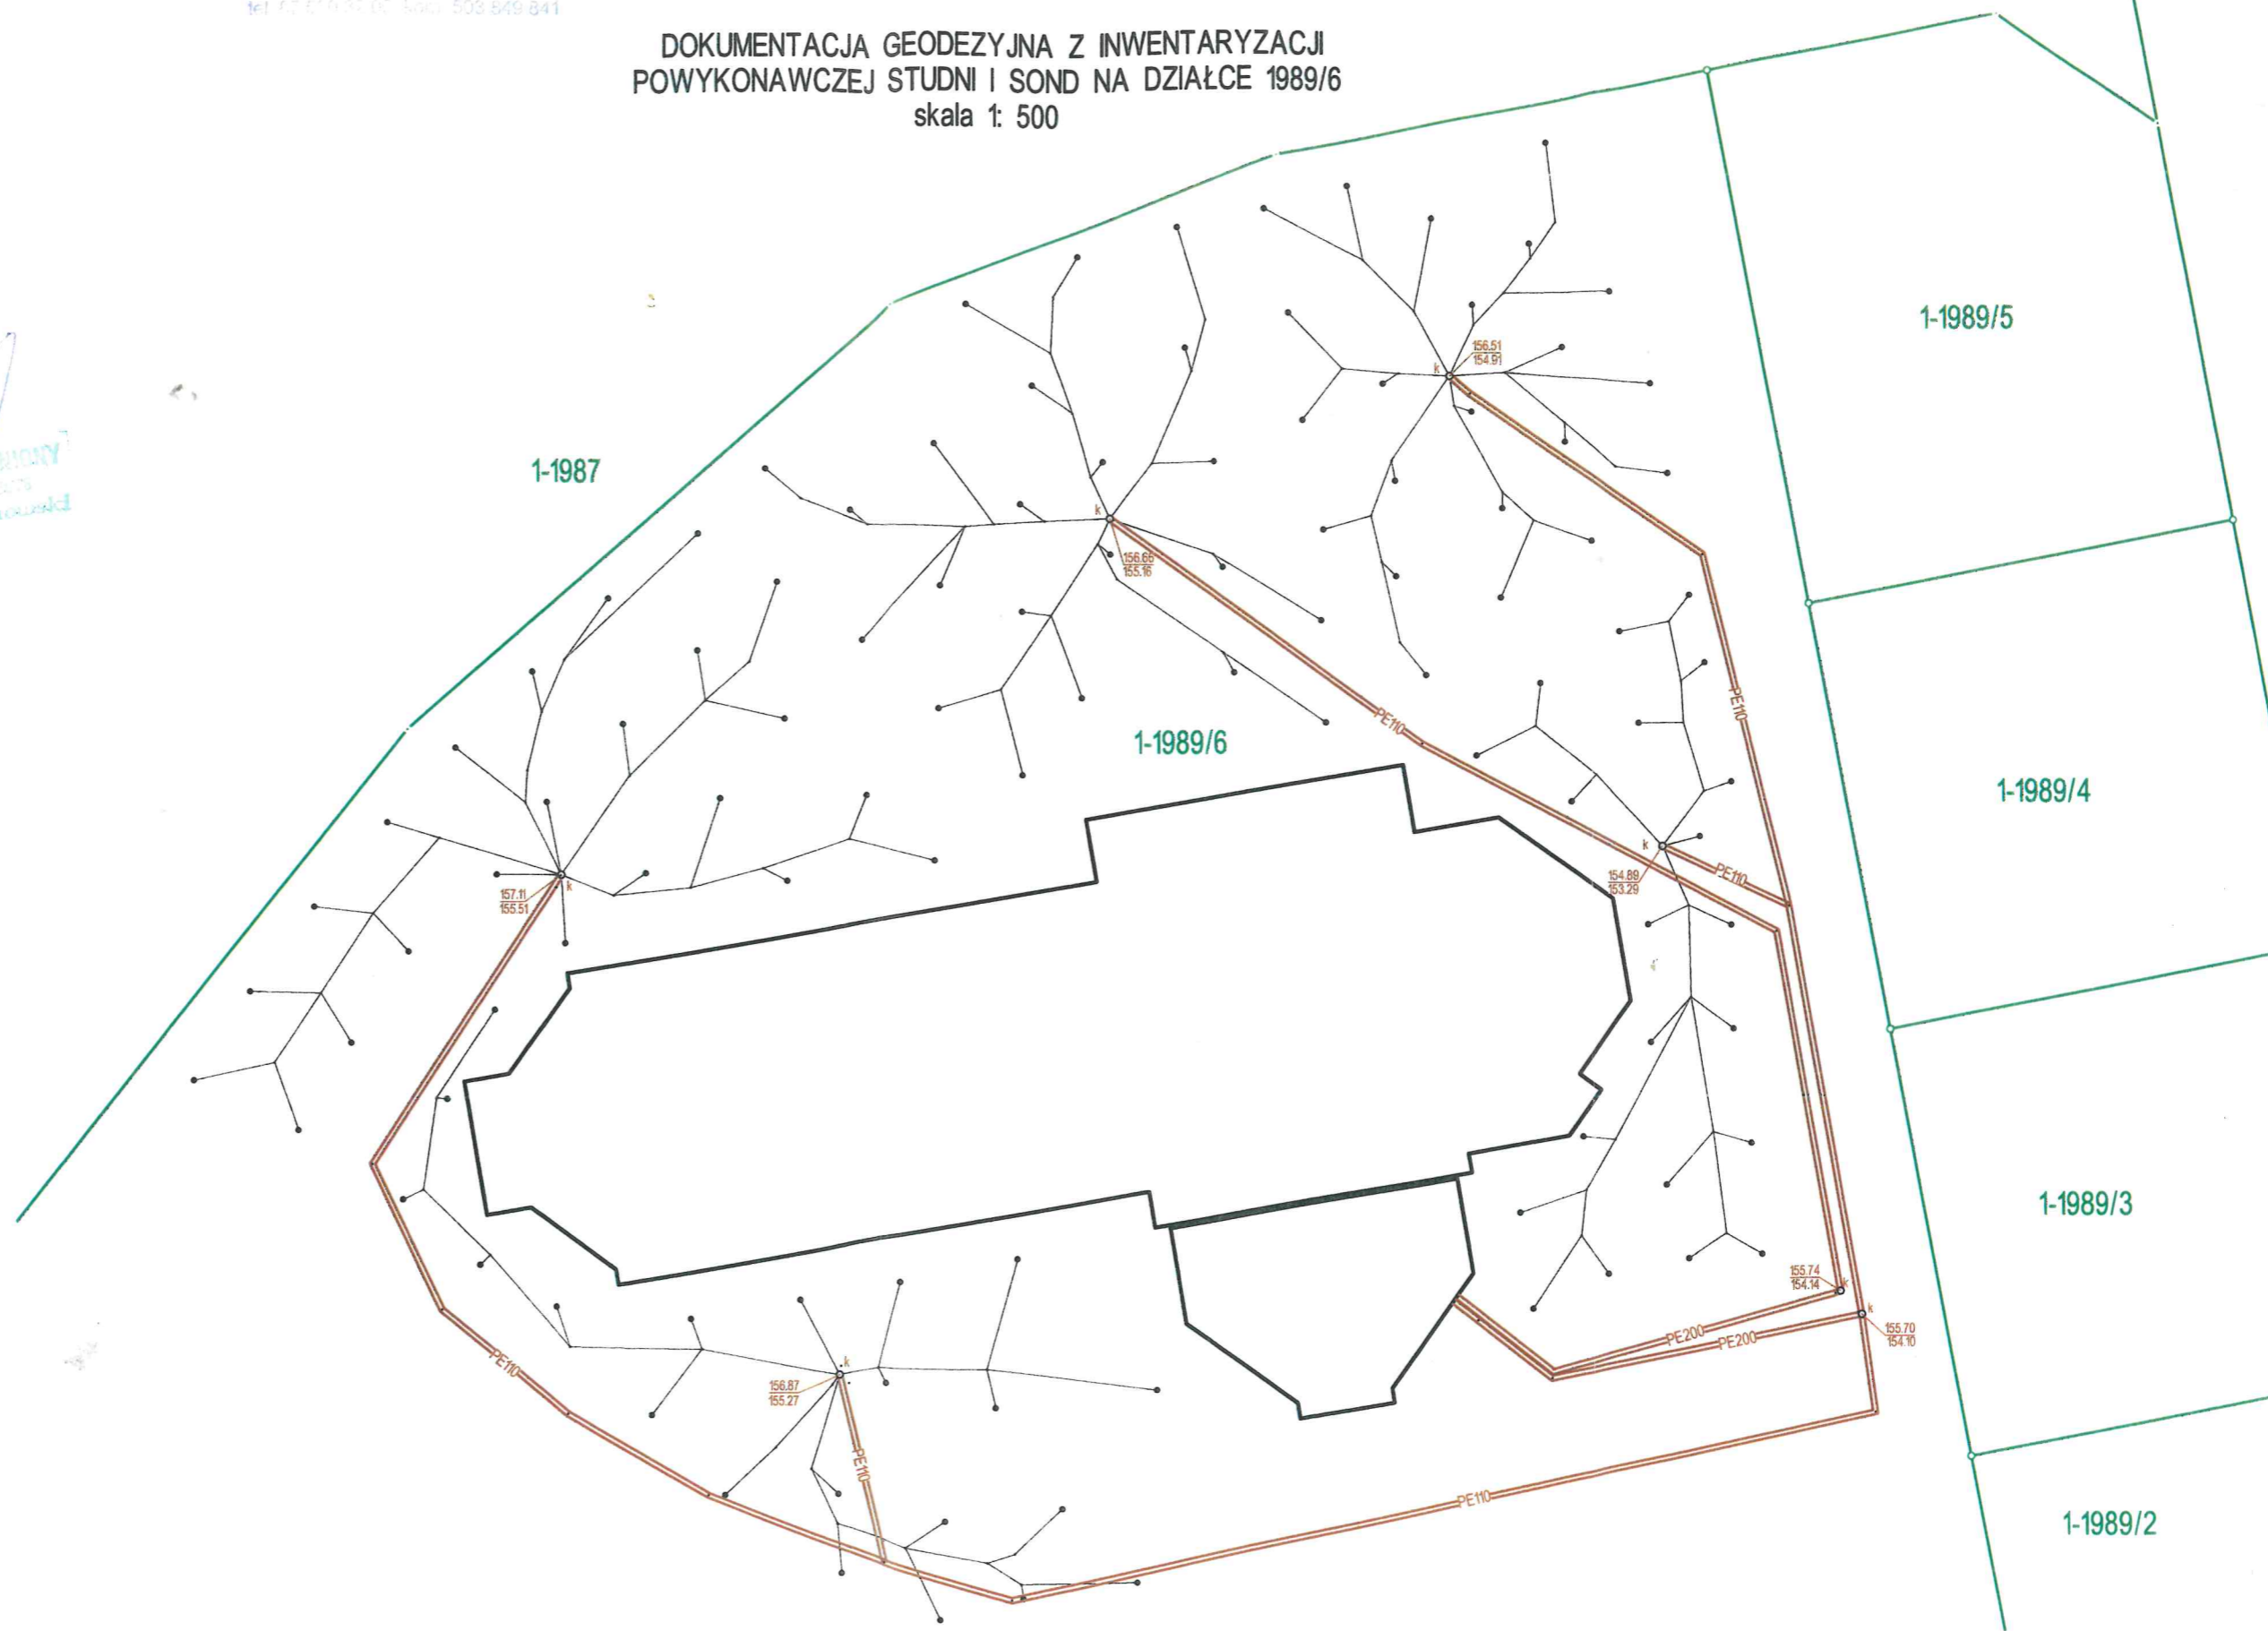 DOKUMENTACJA GEODEZYJNA Z INWENTARYZACJI
POWYKONAWCZEJ STUDNI I SOND NA DZIAŁCE 1989/6
skala 1: 500
1-1989/5
156.51
154.91
k
1-1987
k
156.66
155.16
PE110
PE110
1-1989/6
1-1989/4
k
154.89
153.29
PE110
157.11
155.51
k
1-1989/3
155.74
154.14
k
k
155.70
154.10
PE200
PE200
PE110
k
156.87
155.27
PE110
PE110
1-1989/2